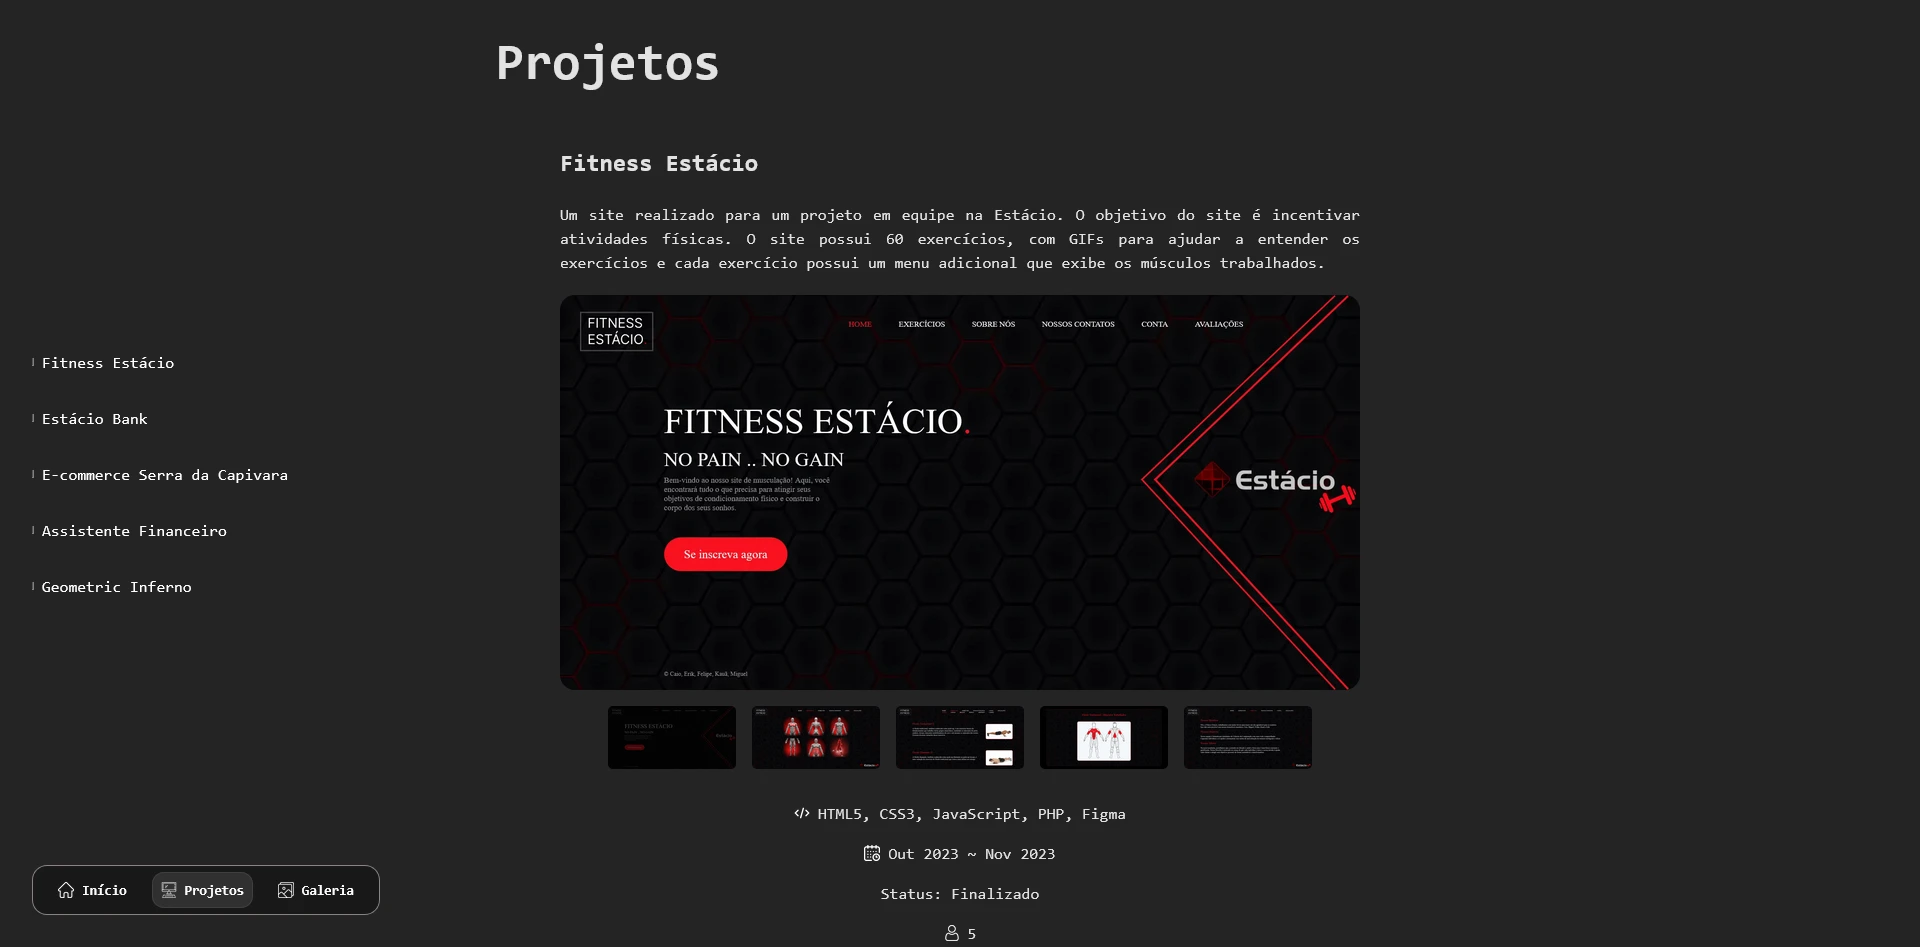 Projetos
Fitness Estácio
Um site realizado para um projeto em equipe na Estácio. O objetivo do site é incentivar
atividades físicas. O site possui 60 exercícios, com GIFs para ajudar a entender os
exercícios e cada exercício possui um menu adicional que exibe os músculos trabalhados.
FITNESS
ESTÁCIO.
HOME EXERCÍCIOS SOBRE NÓS NOSSOS CONTATOS CONTA AVALIAÇÕES
FITNESS ESTÁCIO.
NO PAIN .. NO GAIN
Bem-vindo ao nosso site de musculação! Aqui, você
encontrará tudo o que precisa para atingir seus
objetivos de condicionamento físico e construir o
corpo dos seus sonhos.
Se inscreva agora
Estácio
© Caio, Erik, Felipe, Kauã, Miguel
Fitness Estácio
Estácio Bank
E-commerce Serra da Capivara
Assistente Financeiro
Geometric Inferno
</> HTML5, CSS3, JavaScript, PHP, Figma
Out 2023 ~ Nov 2023
Status: Finalizado
5
Início Projetos Galeria